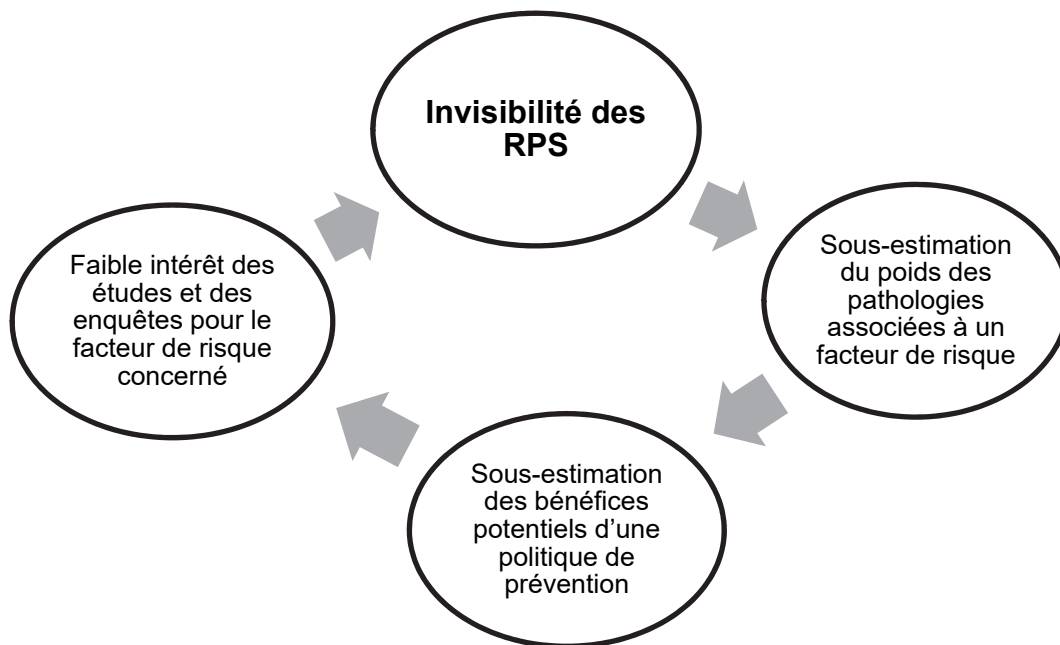 Invisibilité des
RPS
Sous-estimation
du poids des
pathologies
associées à un
facteur de risque
Sous-estimation
des bénéfices
potentiels d’une
politique de
prévention
Faible intérêt des
études et des
enquêtes pour le
facteur de risque
concerné